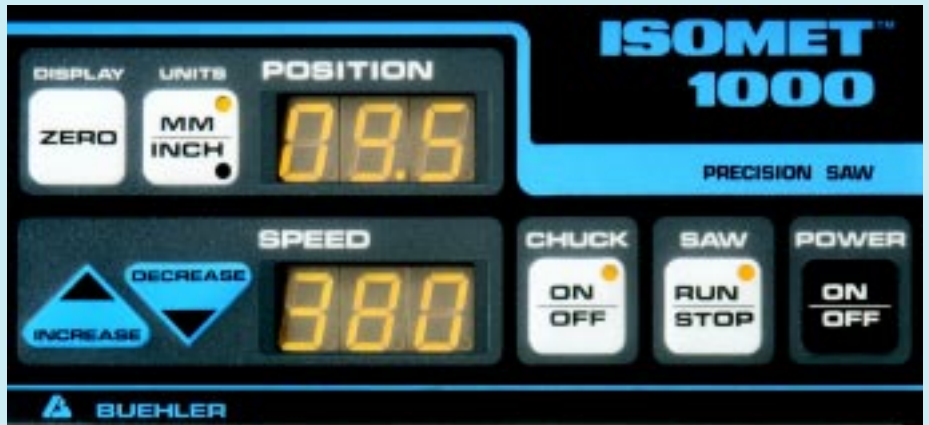 ISOMET™
1000
PRECISION SAW
DISPLAY
ZERO
UNITS
MM
INCH
POSITION
09.5
SPEED
380
INCREASE
DECREASE
CHUCK
ON
OFF
SAW
RUN
STOP
POWER
ON
OFF
BUEHLER